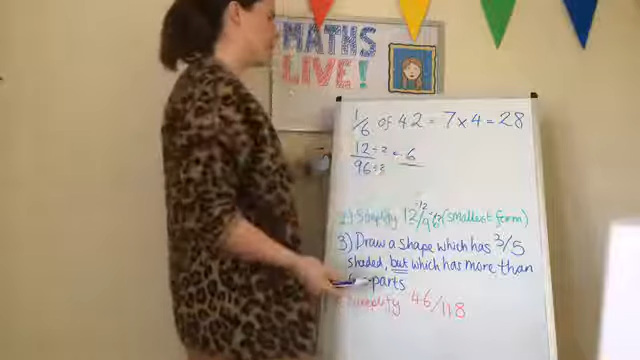 MATHS
LIVE!
1/6 of 42 = 7 x 4 = 28
12 ÷2 = 6
96
2) Simplify 12/96 (smallest form)
3) Draw a shape which has 3/5
shaded, but which has more than
parts
Simplify 46/118